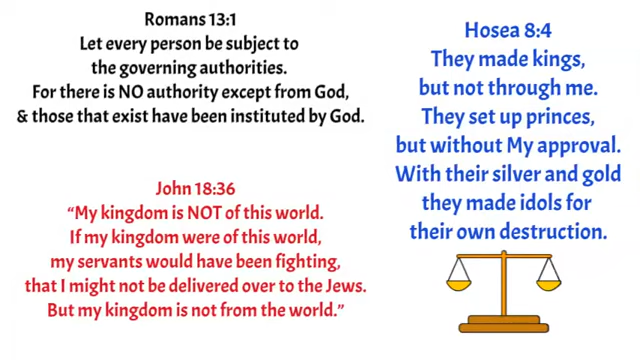 Romans 13:1
Let every person be subject to
the governing authorities.
For there is NO authority except from God,
& those that exist have been instituted by God.
John 18:36
“My kingdom is NOT of this world.
If my kingdom were of this world,
my servants would have been fighting,
that I might not be delivered over to the Jews.
But my kingdom is not from the world.”
Hosea 8:4
They made kings,
but not through me.
They set up princes,
but without My approval.
With their silver and gold
they made idols for
their own destruction.